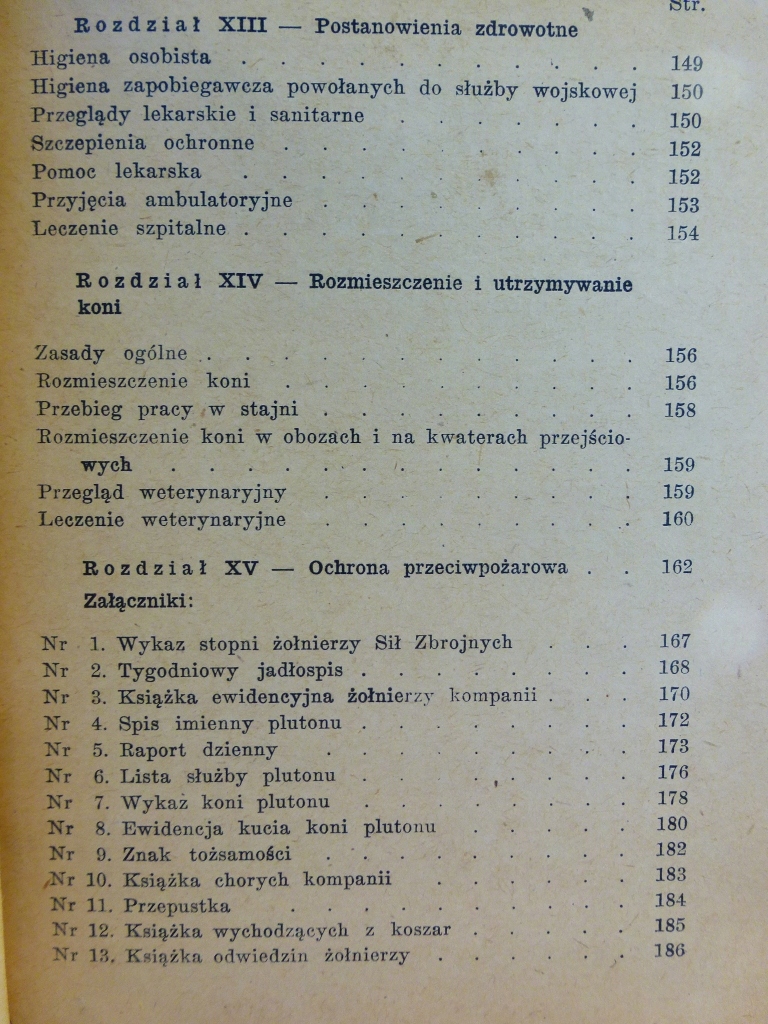 Str.
Rozdział XIII — Postanowienia zdrowotne
Higiena osobista . . . . . . . . . . 149
Higiena zapobiegawcza powołanych do służby wojskowej 150
Przeglądy lekarskie i sanitarne . . . . . . 150
Szczepienia ochronne . . . . . . . . . 152
Pomoc lekarska . . . . . . . . . . 152
Przyjęcia ambulatoryjne . . . . . . . . 153
Leczenie szpitalne . . . . . . . . . . 154
Rozdział XIV — Rozmieszczenie i utrzymywanie
koni
Zasady ogólne . . . . . . . . . . . 156
Rozmieszczenie koni . . . . . . . . . 156
Przebieg pracy w stajni . . . . . . . . 158
Rozmieszczenie koni w obozach i na kwaterach przejścio-
wych . . . . . . . . . . . . 159
Przegląd weterynaryjny . . . . . . . . 159
Leczenie weterynaryjne . . . . . . . . 160
Rozdział XV — Ochrona przeciwpożarowa . . 162
Załączniki:
Nr 1. Wykaz stopni żołnierzy Sił Zbrojnych . . . 167
Nr 2. Tygodniowy jadłospis . . . . . . . . 168
Nr 3. Książka ewidencyjna żołnierzy kompanii . . . 170
Nr 4. Spis imienny plutonu . . . . . . . . 172
Nr 5. Raport dzienny . . . . . . . . . 173
Nr 6. Lista służby plutonu . . . . . . . . 176
Nr 7. Wykaz koni plutonu . . . . . . . . 178
Nr 8. Ewidencja kucia koni plutonu . . . . . 180
Nr 9. Znak tożsamości . . . . . . . . . 182
Nr 10. Książka chorych kompanii . . . . . . 183
Nr 11. Przepustka . . . . . . . . . . 184
Nr 12. Książka wychodzących z koszar . . . . . 185
Nr 13. Książka odwiedzin żołnierzy . . . . . . 186